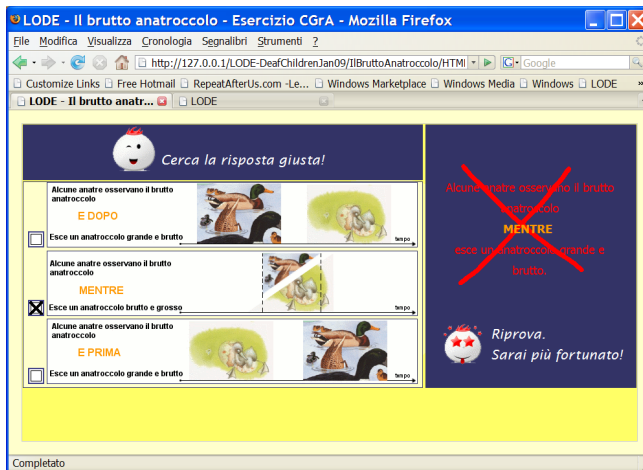 LODE - Il brutto anatroccolo - Esercizio CGrA - Mozilla Firefox
File Modifica Visualizza Cronologia Segnalibri Strumenti ?
http://127.0.0.1/LODE-DeafChildrenJan09/IlBruttoAnatroccolo/HTMl
Google
Customize Links Free Hotmail RepeatAfterUs.com -Le... Windows Marketplace Windows Media Windows LODE »
LODE - Il brutto anatr... LODE
Cerca la risposta giusta!
Alcune anatre osservano il brutto
anatroccolo
E DOPO
Esce un anatroccolo grande e brutto
tempo
Alcune anatre osservano il brutto
anatroccolo
MENTRE
Esce un anatroccolo brutto e grosso
tempo
Alcune anatre osservano il brutto
anatroccolo
E PRIMA
Esce un anatroccolo grande e brutto
tempo
Alcune anatre osservano il brutto
anatroccolo
MENTRE
esce un anatroccolo grande e
brutto.
Riprova.
Sarai più fortunato!
Completato